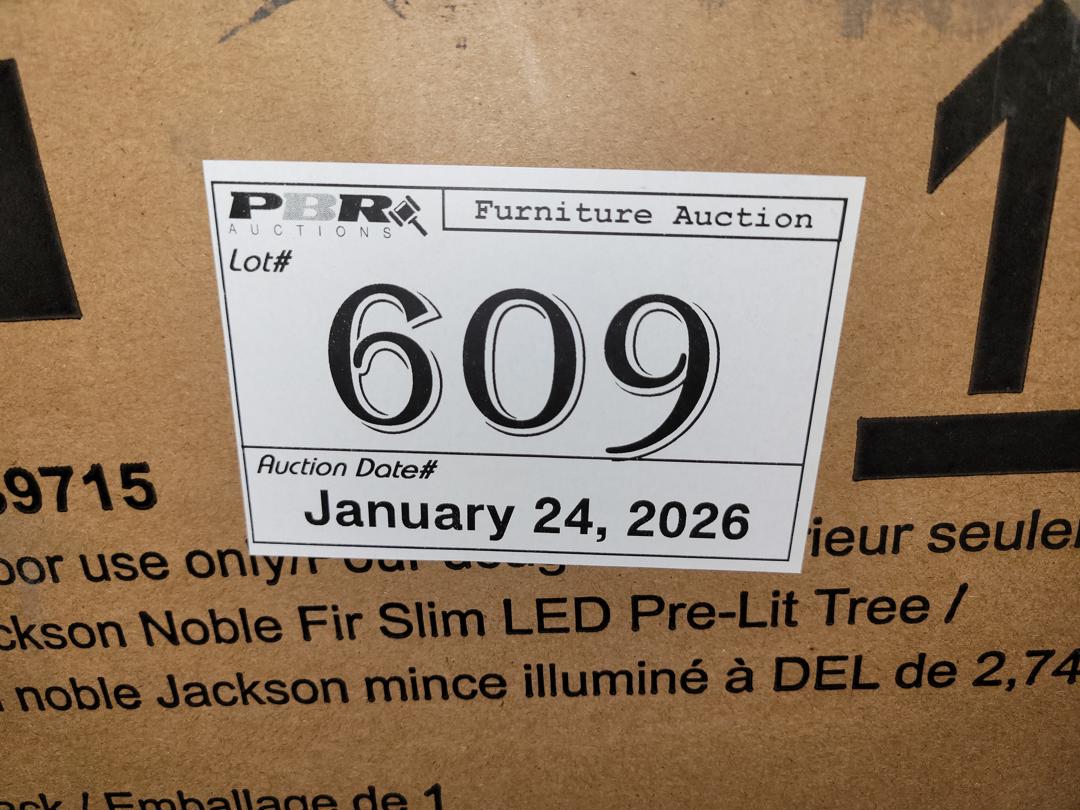 PBR
AUCTIONS
Furniture Auction
Lot#
609
Auction Date#
January 24, 2026
9715
use only/
rieur seule
ckson Noble Fir Slim LED Pre-Lit Tree /
noble Jackson mince illuminé à DEL de 2,74
/ Emballage de 1